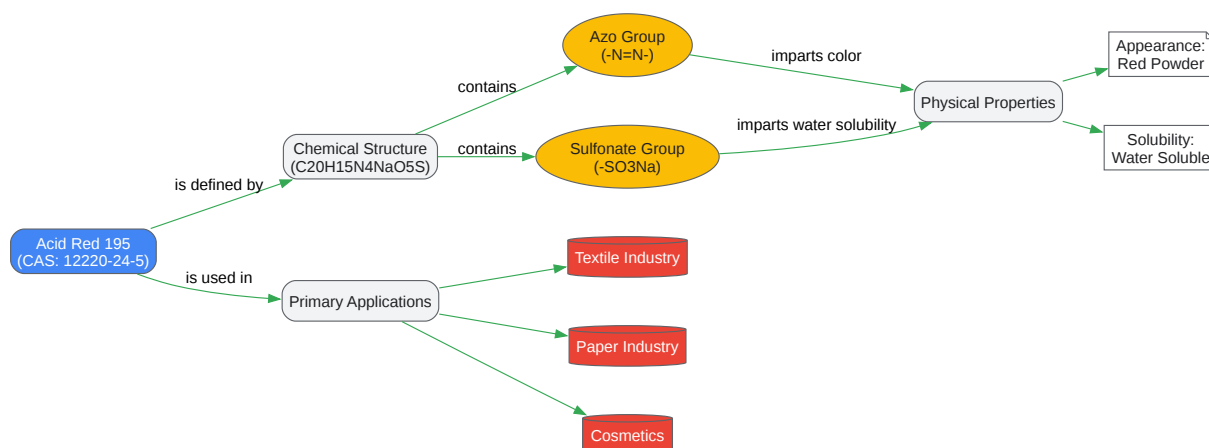 Azo Group
(-N=N-)
imparts color
Appearance:
Red Powder
contains
Physical Properties
Chemical Structure
(C20H15N4NaO5S)
contains
Sulfonate Group
(-SO3Na)
imparts water solubility
Solubility:
Water Soluble
is defined by
Acid Red 195
(CAS: 12220-24-5)
is used in
Primary Applications
Textile Industry
Paper Industry
Cosmetics